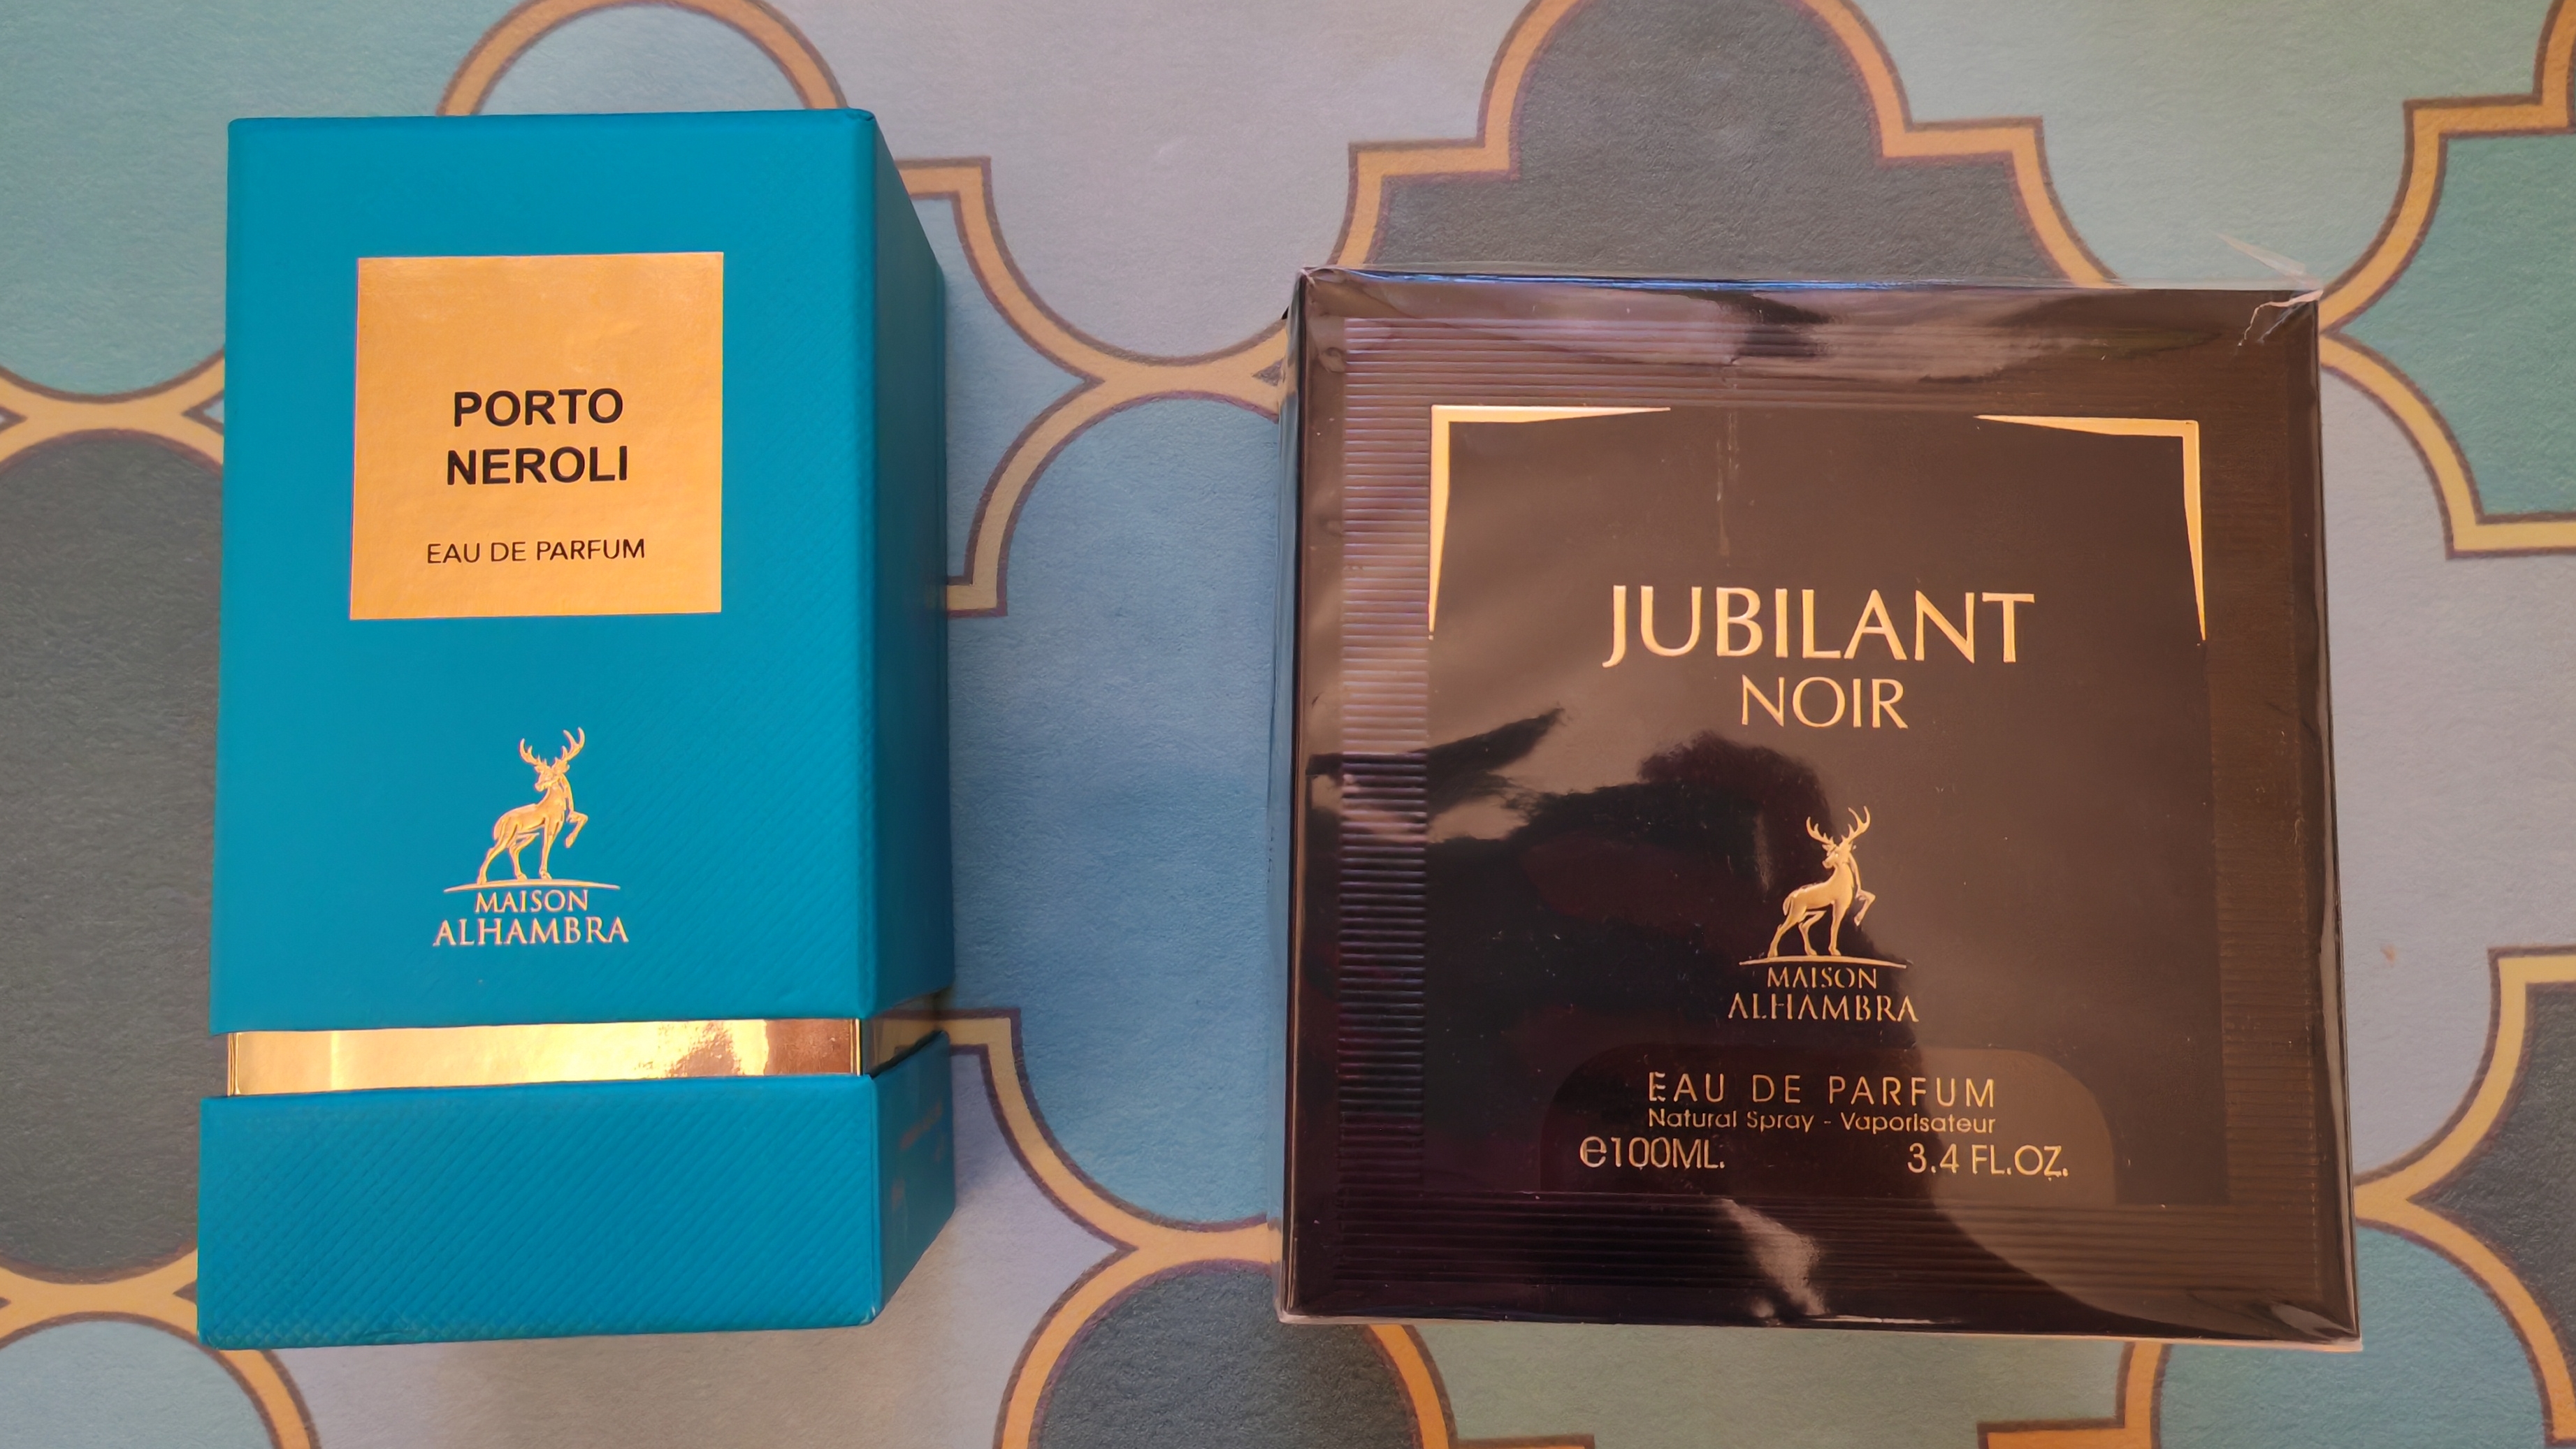 PORTO
NEROLI
EAU DE PARFUM
MAISON
ALHAMBRA
JUBILANT
NOIR
MAISON
ALHAMBRA
EAU DE PARFUM
Natural Spray - Vaporisateur
℮100ML. 3.4 FL.OZ.